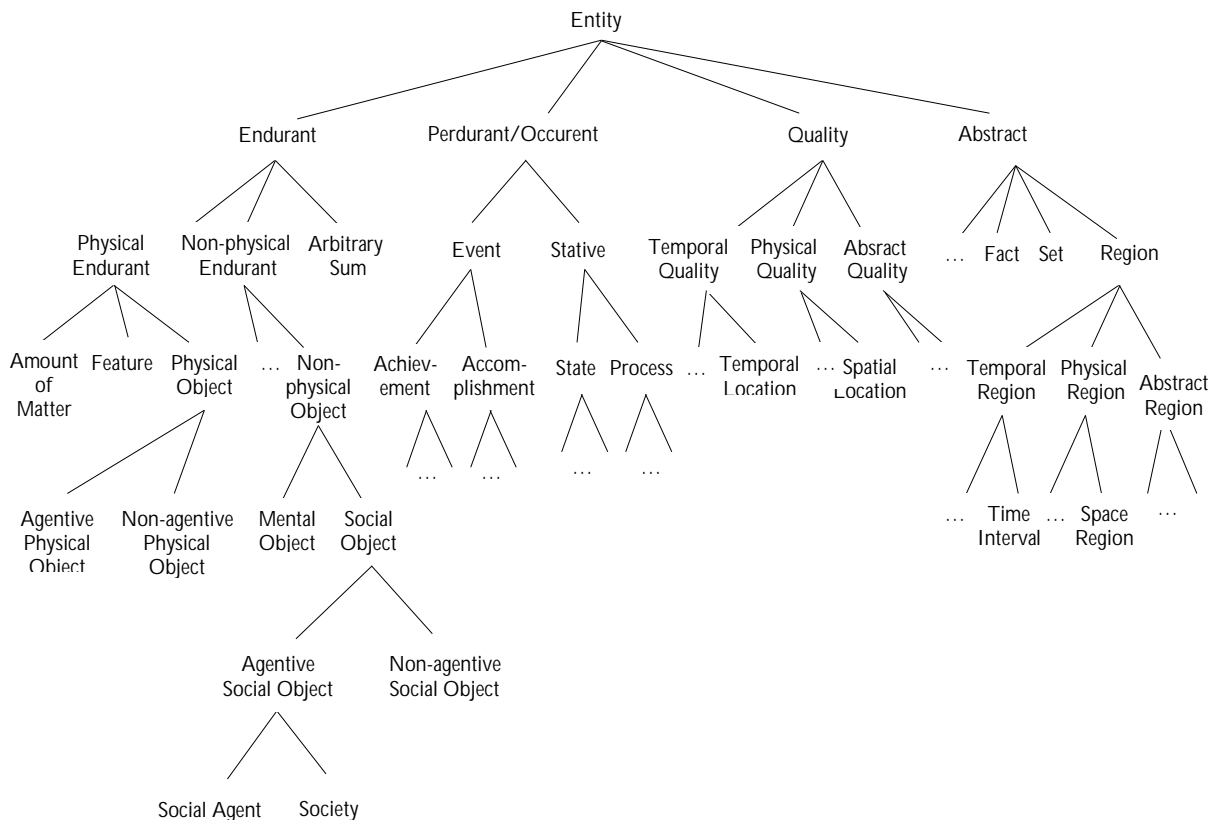 Entity
Endurant Perdurant/Occurent Quality Abstract
Physical Endurant
Non-physical Endurant
Arbitrary Sum
Event
Stative
Temporal Quality
Physical Quality
Absract Quality
...
Fact
Set
Region
Amount of Matter
Feature
Physical Object
...
Non-physical Object
Achiev-ement
Accom-plishment
State
Process
...
Temporal Location
...
Spatial Location
...
Temporal Region
Physical Region
Abstract Region
...
...
...
...
Agentive Physical Object
Non-agentive Physical Object
Mental Object
Social Object
...
Time Interval
...
Space Region
...
Agentive Social Object
Non-agentive Social Object
Social Agent
Society